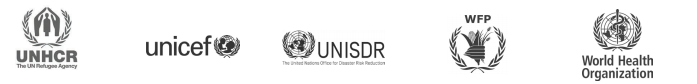 UNHCR
The UN Refugee Agency
unicef
UNISDR
The United Nations Office for Disaster Risk Reduction
WFP
World Health
Organization